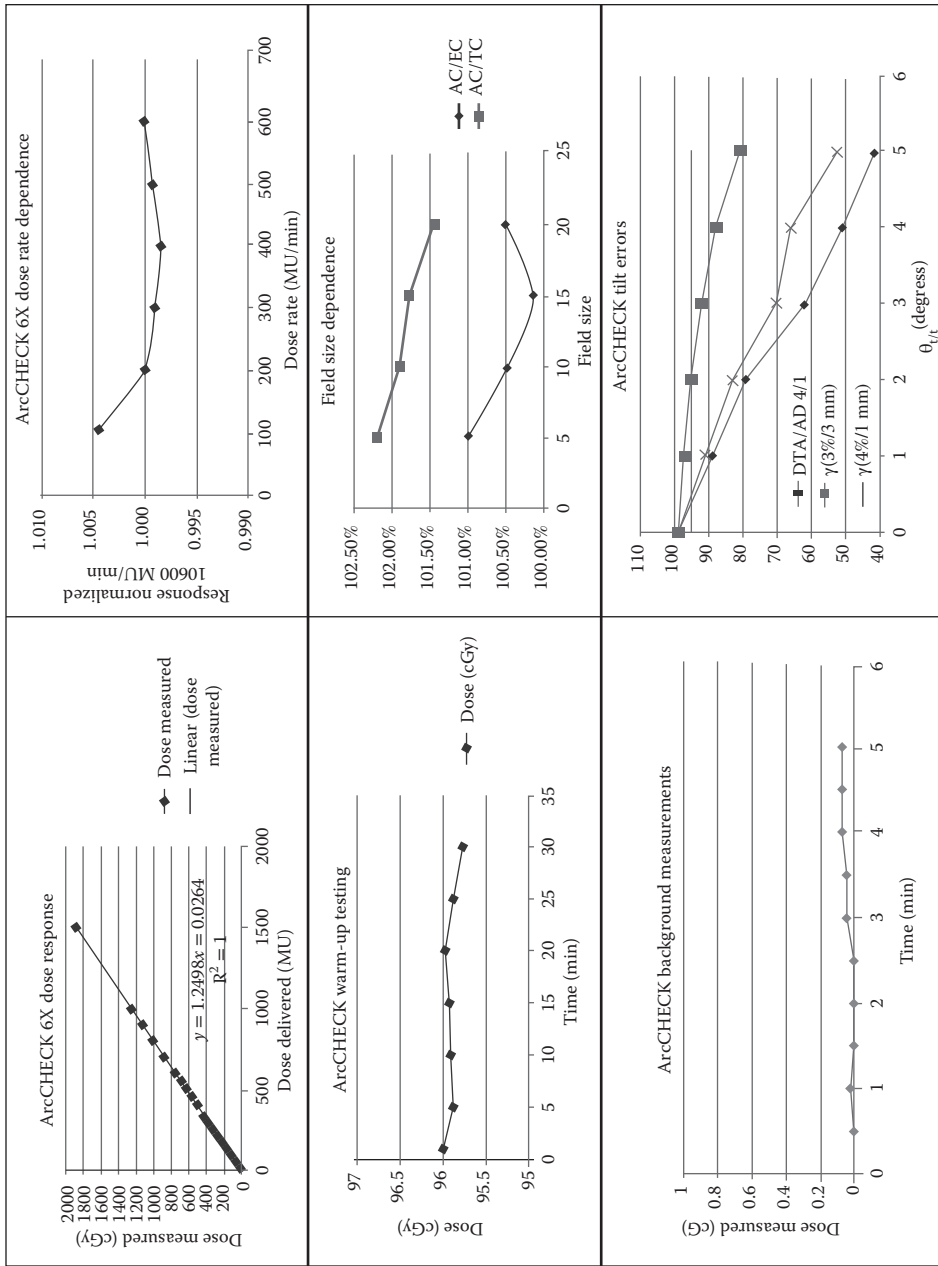 ArcCHECK 6X dose response
Dose measured (cGy)
2000
1800
1600
1400
1200
1000
800
600
400
200
0
y = 1.2498x = 0.0264
R² = 1
0
500
1000
1500
2000
Dose delivered (MU)
Dose measured
Linear (dose
measured)
ArcCHECK 6X dose rate dependence
Response normalized
10600 MU/min
1.010
1.005
1.000
0.995
0.990
0
100
200
300
400
500
600
700
Dose rate (MU/min)
ArcCHECK warm-up testing
Dose (cGy)
97
96.5
96
95.5
95
0
5
10
15
20
25
30
35
Time (min)
Dose (cGy)
Field size dependence
102.50%
102.00%
101.50%
101.00%
100.50%
100.00%
0
5
10
15
20
25
Field size
AC/EC
AC/TC
ArcCHECK background measurements
Dose measured (cG)
1
0.8
0.6
0.4
0.2
0
0
1
2
3
4
5
6
Time (min)
ArcCHECK tilt errors
110
100
90
80
70
60
50
40
0
1
2
3
4
5
6
θt/t (degress)
DTA/AD 4/1
γ(3%/3 mm)
γ(4%/1 mm)